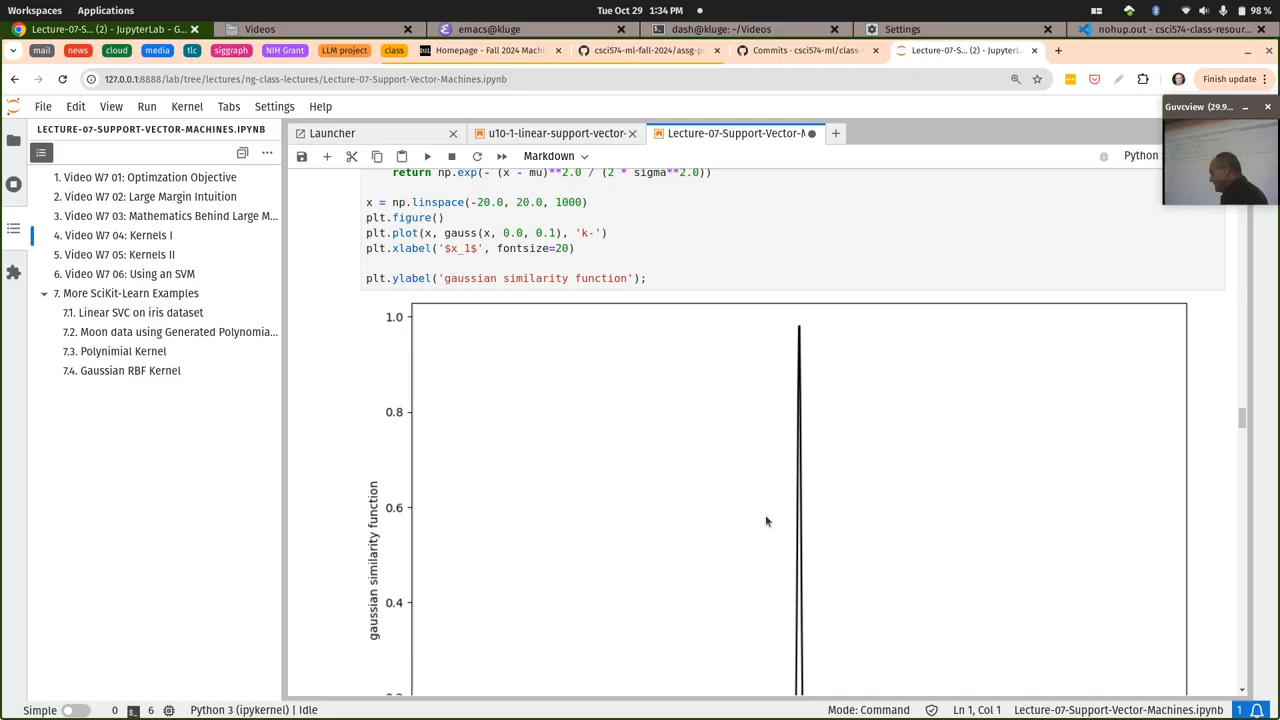 Workspaces Applications Tue Oct 29 1:34 PM 98 %
Lecture-07-S... (2) - JupyterLab - G... Videos emacs@kluge dash@kluge: ~/Videos Settings nohup.out - csci574-class-resour...
mail news cloud media tlc siggraph NIH Grant LLM project class Homepage - Fall 2024 Machi csci574-ml-fall-2024/assg-p Commits · csci574-ml/class- Lecture-07-S... (2) - JupyterL
127.0.0.1:8888/lab/tree/lectures/ng-class-lectures/Lecture-07-Support-Vector-Machines.ipynb Finish update
File Edit View Run Kernel Tabs Settings Help
Guvcview (29.9...
LECTURE-07-SUPPORT-VECTOR-MACHINES.IPYNB
Launcher u10-1-linear-support-vector- Lecture-07-Support-Vector-M
Markdown Python
1. Video W7 01: Optimzation Objective
2. Video W7 02: Large Margin Intuition
3. Video W7 03: Mathematics Behind Large M...
4. Video W7 04: Kernels I
5. Video W7 05: Kernels II
6. Video W7 06: Using an SVM
7. More SciKit-Learn Examples
7.1. Linear SVC on iris dataset
7.2. Moon data using Generated Polynomia...
7.3. Polynimial Kernel
7.4. Gaussian RBF Kernel
return np.exp(- (x - mu)**2.0 / (2 * sigma**2.0))
x = np.linspace(-20.0, 20.0, 1000)
plt.figure()
plt.plot(x, gauss(x, 0.0, 0.1), 'k-')
plt.xlabel('$x_1$', fontsize=20)
plt.ylabel('gaussian similarity function');
1.0
0.8
0.6
0.4
gaussian similarity function
Simple 0 6 Python 3 (ipykernel) | Idle Mode: Command Ln 1, Col 1 Lecture-07-Support-Vector-Machines.ipynb 1